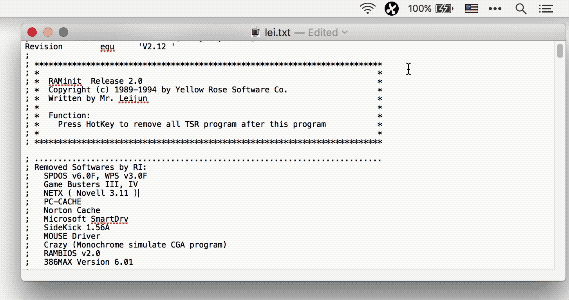 100%
lei.txt — Edited
Revision equ 'V2.12 '
;
; ****************************************************************************
; * *
; * RAMinit Release 2.0 *
; * Copyright (c) 1989-1994 by Yellow Rose Software Co. *
; * Written by Mr. Leijun *
; * *
; * Function: *
; * Press HotKey to remove all TSR program after this program *
; * *
; ****************************************************************************

; ............................................................................
; Removed Softwares by RI:
; SPDOS v6.0F, WPS v3.0F
; Game Busters III, IV
; NETX ( Novell 3.11 )
; PC-CACHE
; Norton Cache
; Microsoft SmartDrv
; SideKick 1.56A
; MOUSE Driver
; Crazy (Monochrome simulate CGA program)
; RAMBIOS v2.0
; 386MAX Version 6.01